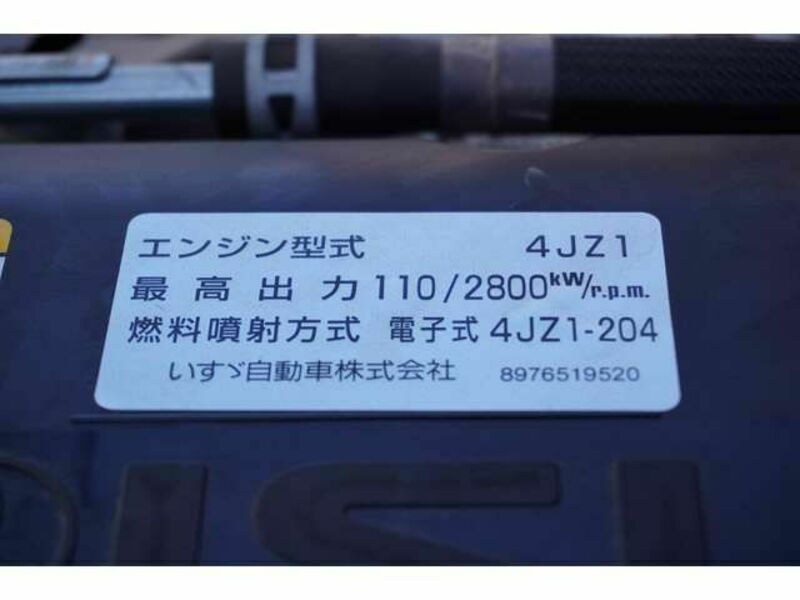 エンジン型式 4JZ1
最高出力 110/2800kW/r.p.m.
燃料噴射方式 電子式 4JZ1-204
いすゞ自動車株式会社 8976519520